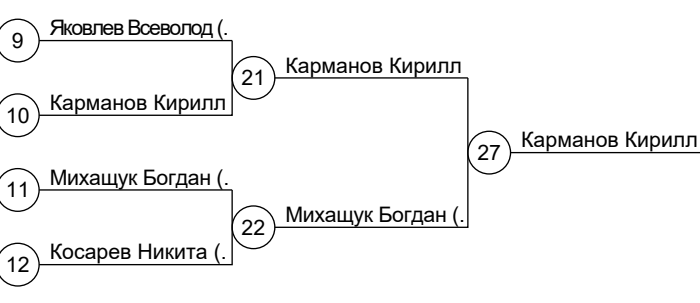 9 Яковлев Всеволод (.
21 Карманов Кирилл
10 Карманов Кирилл
27 Карманов Кирилл
11 Михащук Богдан (.
22 Михащук Богдан (.
12 Косарев Никита (.